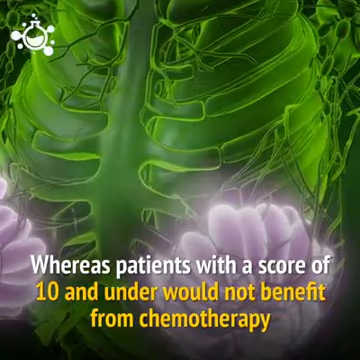 Whereas patients with a score of
10 and under would not benefit
from chemotherapy